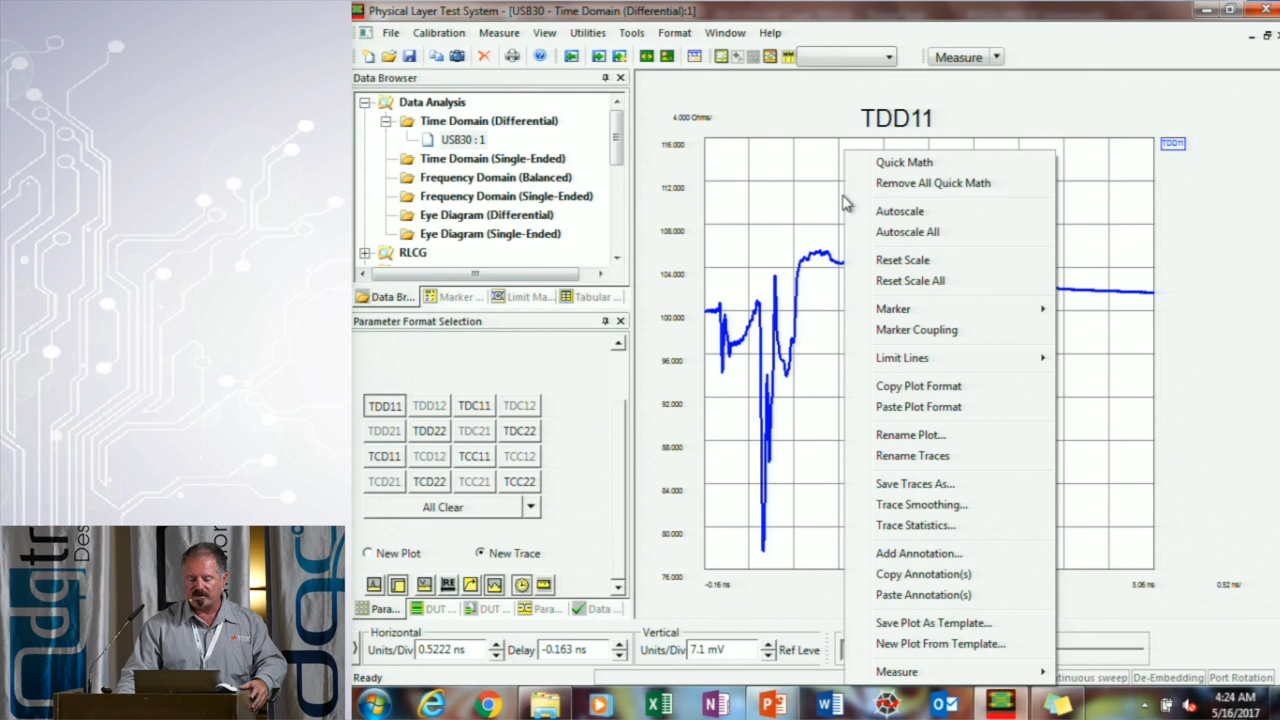 Physical Layer Test System - [USB30 - Time Domain (Differential):1]
File Calibration Measure View Utilities Tools Format Window Help
Measure
Data Browser
Data Analysis
Time Domain (Differential)
USB30 : 1
Time Domain (Single-Ended)
Frequency Domain (Balanced)
Frequency Domain (Single-Ended)
Eye Diagram (Differential)
Eye Diagram (Single-Ended)
RLCG
Data Br... Marker ... Limit Ma... Tabular ...
Parameter Format Selection
TDD11 TDD12 TDC11 TDC12
TDD21 TDD22 TDC21 TDC22
TCD11 TCD12 TCC11 TCC12
TCD21 TCD22 TCC21 TCC22
All Clear
New Plot New Trace
Para... DUT ... DUT ... Para... Data ...
TDD11
4.000 Ohms/
116.000
112.000
108.000
104.000
100.000
96.000
92.000
88.000
84.000
80.000
76.000
-0.16 ns
5.06 ns
0.52 ns/
TDD11
Quick Math
Remove All Quick Math
Autoscale
Autoscale All
Reset Scale
Reset Scale All
Marker
Marker Coupling
Limit Lines
Copy Plot Format
Paste Plot Format
Rename Plot...
Rename Traces
Save Traces As...
Trace Smoothing...
Trace Statistics...
Add Annotation...
Copy Annotation(s)
Paste Annotation(s)
Save Plot As Template...
New Plot From Template...
Measure
Horizontal
Units/Div 0.5222 ns Delay -0.163 ns
Vertical
Units/Div 7.1 mV Ref Leve
Ready
tinuous sweep De-Embedding Port Rotation
4:24 AM
5/16/2017